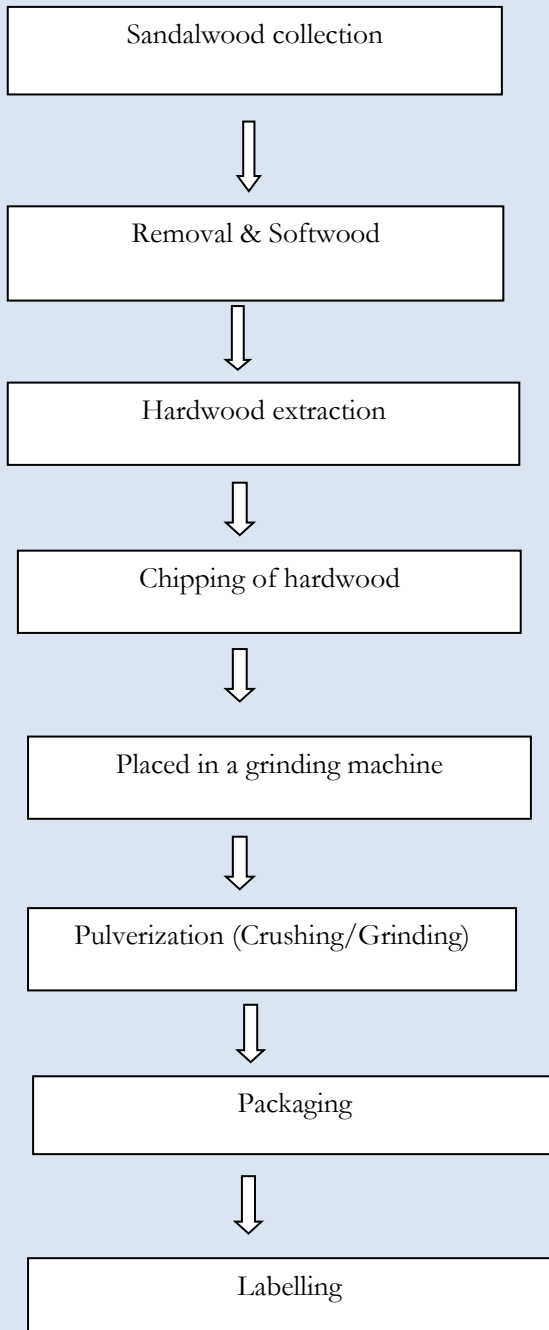 Sandalwood collection
Removal & Softwood
Hardwood extraction
Chipping of hardwood
Placed in a grinding machine
Pulverization (Crushing/Grinding)
Packaging
Labelling